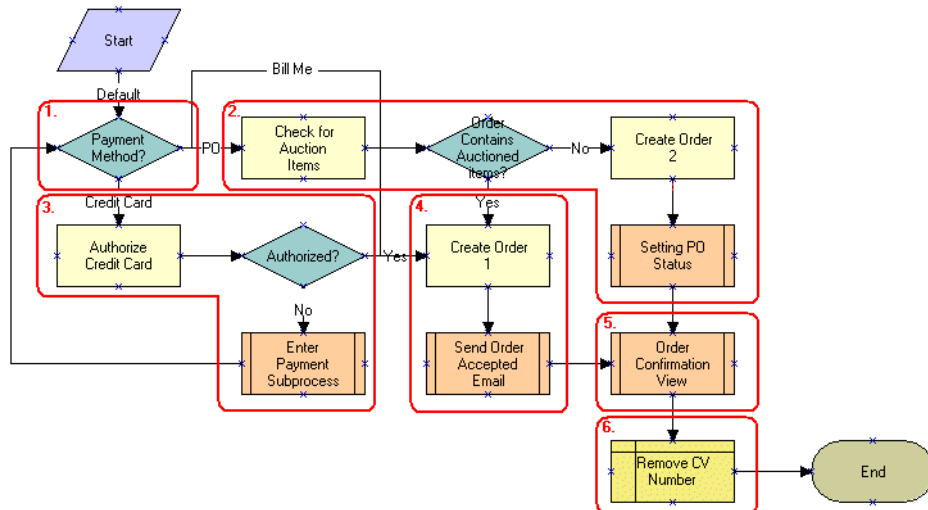 Start
Bill Me
Default
1.
2.
Payment
Method?
PO
Check for
Auction
Items
Order
Contains
Auctioned
Items?
No
Create Order
2
Credit Card
3.
4.
Yes
Authorize
Credit Card
Authorized?
Yes
Create Order
1
Setting PO
Status
No
5.
Enter
Payment
Subprocess
Send Order
Accepted
Email
Order
Confirmation
View
6.
Remove CV
Number
End